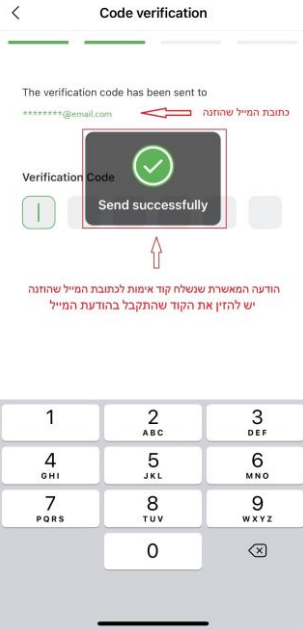 Code verification
The verification code has been sent to
********@email.com
כתובת המייל שהוזנה
Verification Code
Send successfully
הודעה המאשרת שנשלח קוד אימות לכתובת המייל שהוזנה
יש להזין את הקוד שהתקבל בהודעת המייל
1 2 3
ABC DEF
4 5 6
GHI JKL MNO
7 8 9
PQRS TUV WXYZ
0